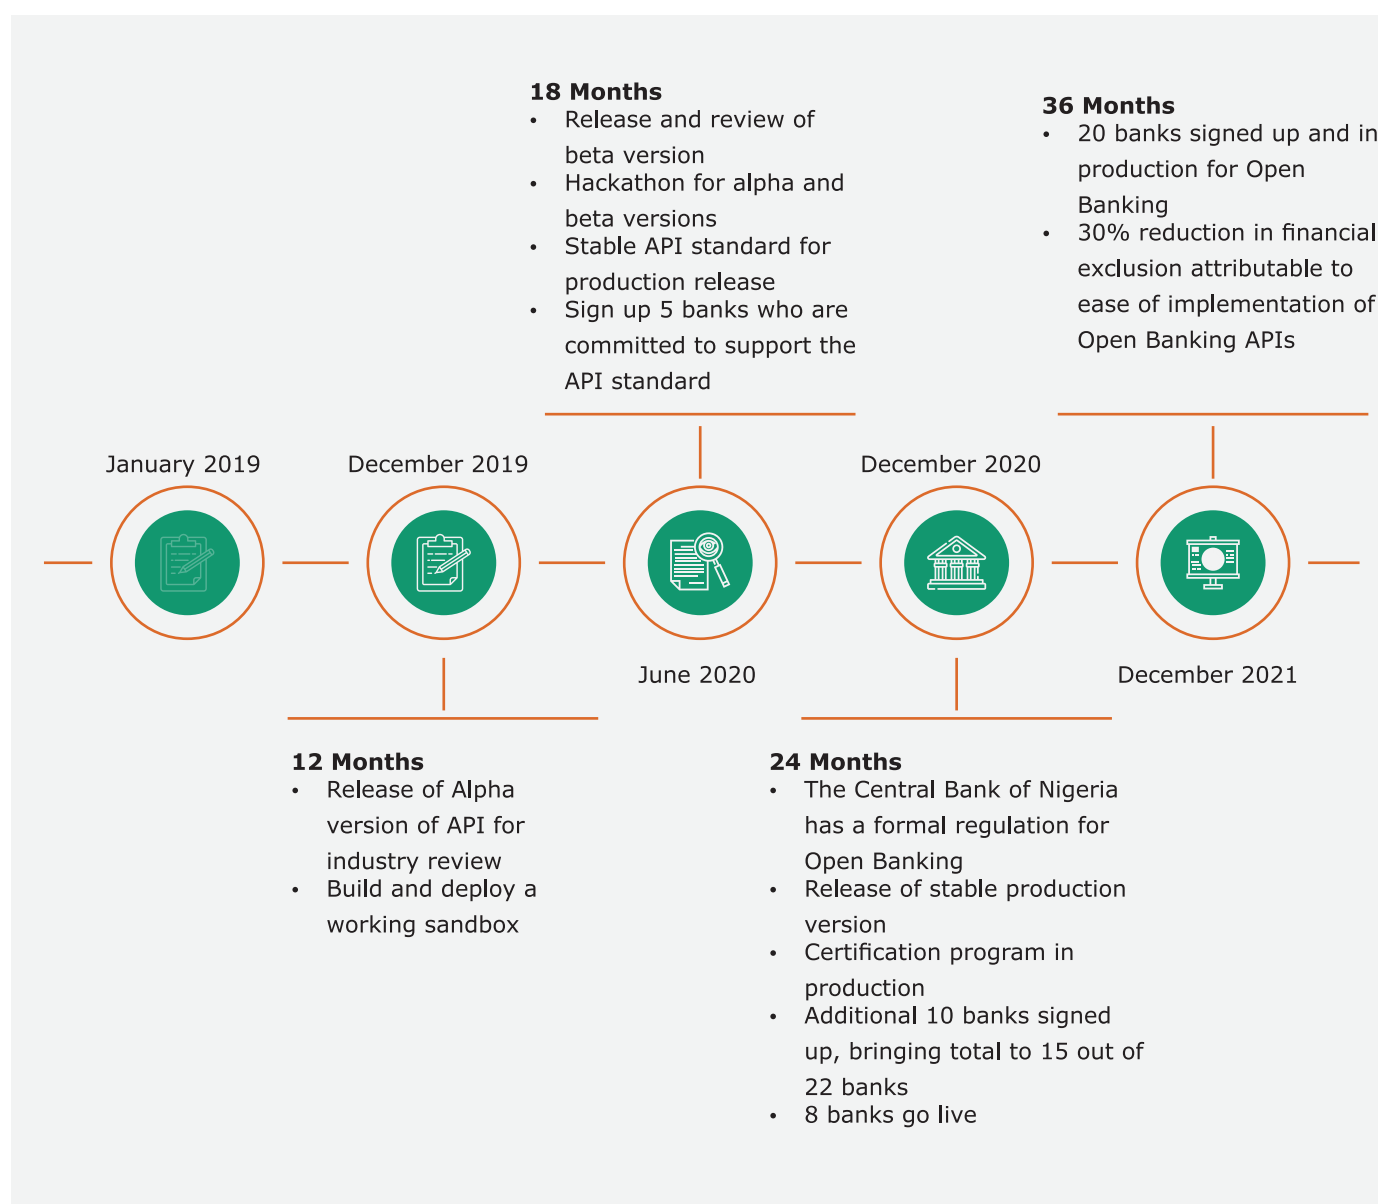 18 Months
• Release and review of
beta version
• Hackathon for alpha and
beta versions
• Stable API standard for
production release
• Sign up 5 banks who are
committed to support the
API standard
36 Months
• 20 banks signed up and in
production for Open
Banking
• 30% reduction in financial
exclusion attributable to
ease of implementation of
Open Banking APIs
January 2019
December 2019
June 2020
December 2020
December 2021
12 Months
• Release of Alpha
version of API for
industry review
• Build and deploy a
working sandbox
24 Months
• The Central Bank of Nigeria
has a formal regulation for
Open Banking
• Release of stable production
version
• Certification program in
production
• Additional 10 banks signed
up, bringing total to 15 out of
22 banks
• 8 banks go live